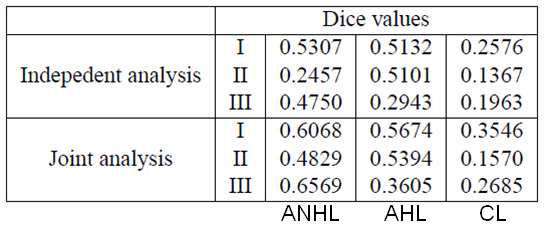 Dice values
I 0.5307 0.5132 0.2576
Indepedent analysis II 0.2457 0.5101 0.1367
III 0.4750 0.2943 0.1963
I 0.6068 0.5674 0.3546
Joint analysis II 0.4829 0.5394 0.1570
III 0.6569 0.3605 0.2685
ANHL AHL CL